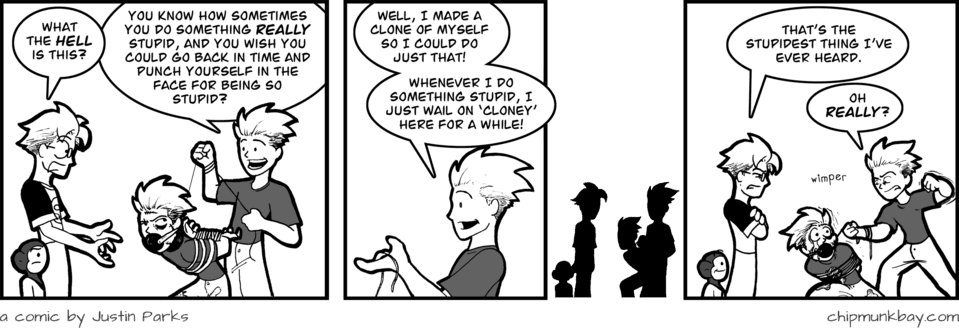 WHAT
THE HELL
IS THIS?
YOU KNOW HOW SOMETIMES
YOU DO SOMETHING REALLY
STUPID, AND YOU WISH YOU
COULD GO BACK IN TIME AND
PUNCH YOURSELF IN THE
FACE FOR BEING SO
STUPID?
WELL, I MADE A
CLONE OF MYSELF
SO I COULD DO
JUST THAT!
WHENEVER I DO
SOMETHING STUPID, I
JUST WAIL ON 'CLONEY'
HERE FOR A WHILE!
THAT'S THE
STUPIDEST THING I'VE
EVER HEARD.
OH
REALLY?
wimper
a comic by Justin Parks
chipmunkbay.com